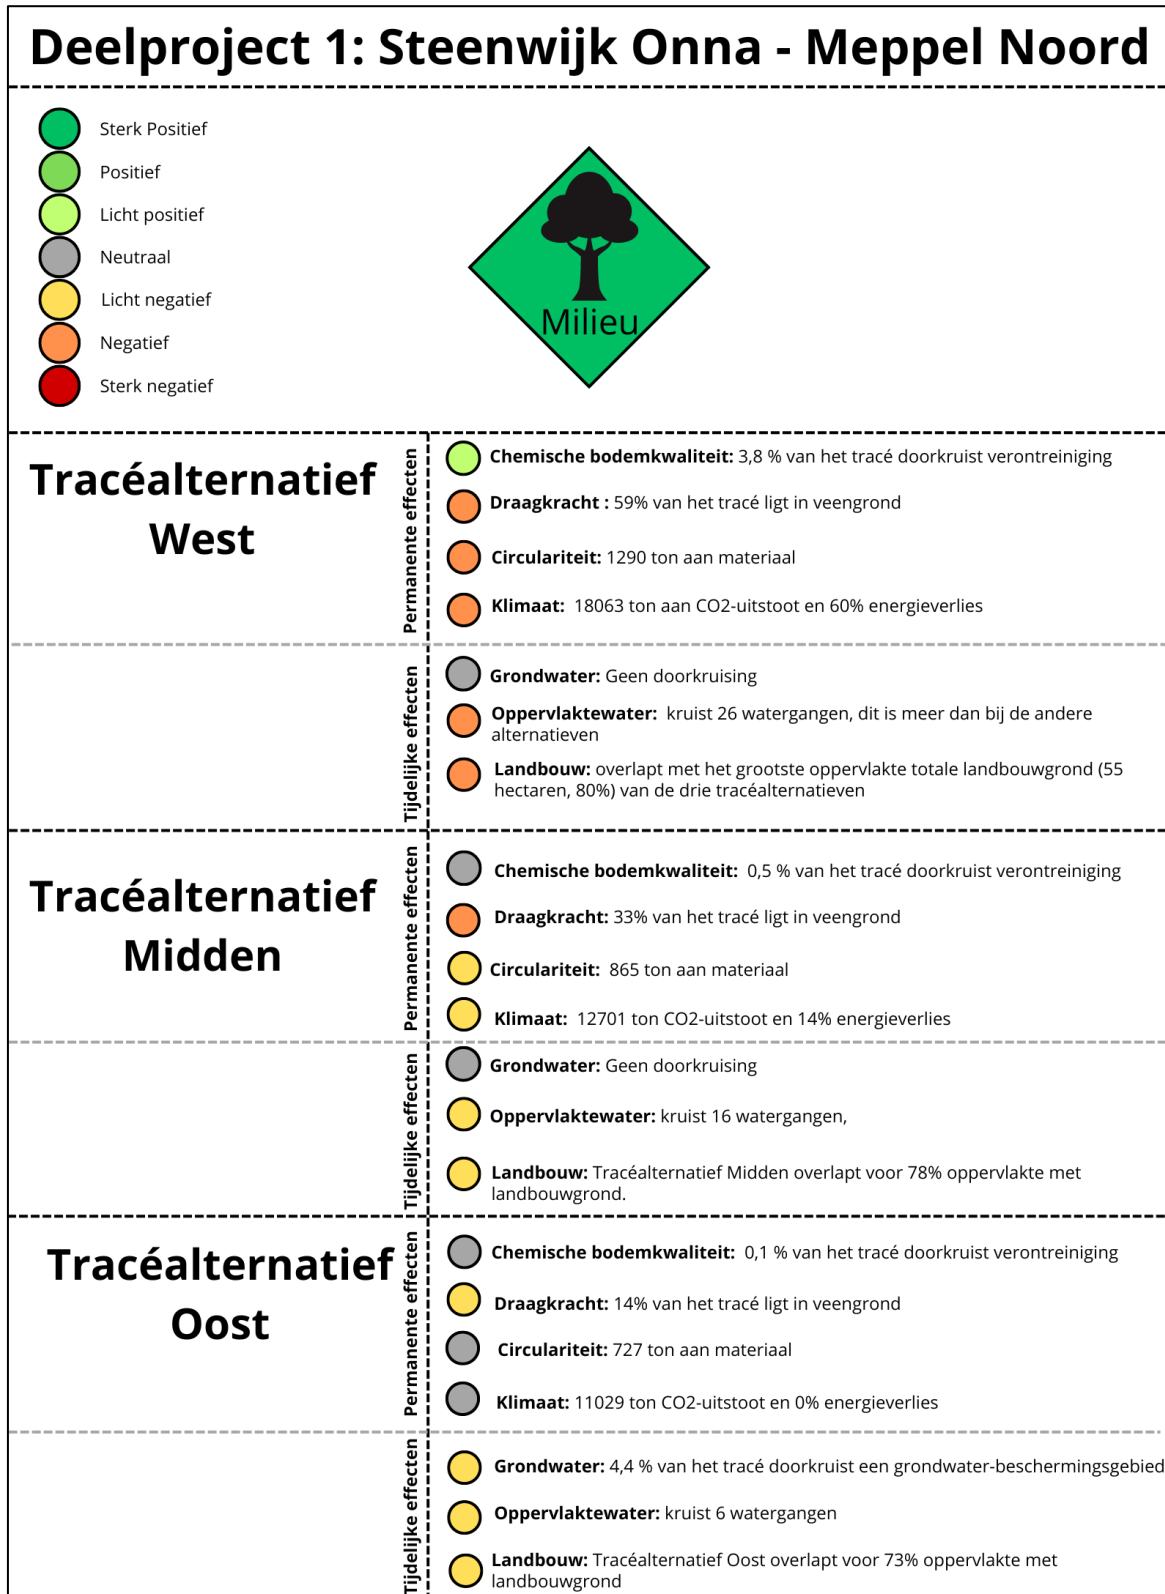 Deelproject 1: Steenwijk Onna - Meppel Noord
Sterk Positief
Positief
Licht positief
Neutraal
Licht negatief
Negatief
Sterk negatief
Milieu
Tracéalternatief
West
Permanente effecten
Chemische bodemkwaliteit: 3,8 % van het tracé doorkruist verontreiniging
Draagkracht : 59% van het tracé ligt in veengrond
Circulariteit: 1290 ton aan materiaal
Klimaat: 18063 ton aan CO2-uitstoot en 60% energieverlies
Tijdelijke effecten
Grondwater: Geen doorkruising
Oppervlaktewater: kruist 26 watergangen, dit is meer dan bij de andere
alternatieven
Landbouw: overlapt met het grootste oppervlakte totale landbouwgrond (55
hectaren, 80%) van de drie tracéalternatieven
Tracéalternatief
Midden
Permanente effecten
Chemische bodemkwaliteit: 0,5 % van het tracé doorkruist verontreiniging
Draagkracht: 33% van het tracé ligt in veengrond
Circulariteit: 865 ton aan materiaal
Klimaat: 12701 ton CO2-uitstoot en 14% energieverlies
Tijdelijke effecten
Grondwater: Geen doorkruising
Oppervlaktewater: kruist 16 watergangen,
Landbouw: Tracéalternatief Midden overlapt voor 78% oppervlakte met
landbouwgrond.
Tracéalternatief
Oost
Permanente effecten
Chemische bodemkwaliteit: 0,1 % van het tracé doorkruist verontreiniging
Draagkracht: 14% van het tracé ligt in veengrond
Circulariteit: 727 ton aan materiaal
Klimaat: 11029 ton CO2-uitstoot en 0% energieverlies
Tijdelijke effecten
Grondwater: 4,4 % van het tracé doorkruist een grondwater-beschermingsgebied
Oppervlaktewater: kruist 6 watergangen
Landbouw: Tracéalternatief Oost overlapt voor 73% oppervlakte met
landbouwgrond